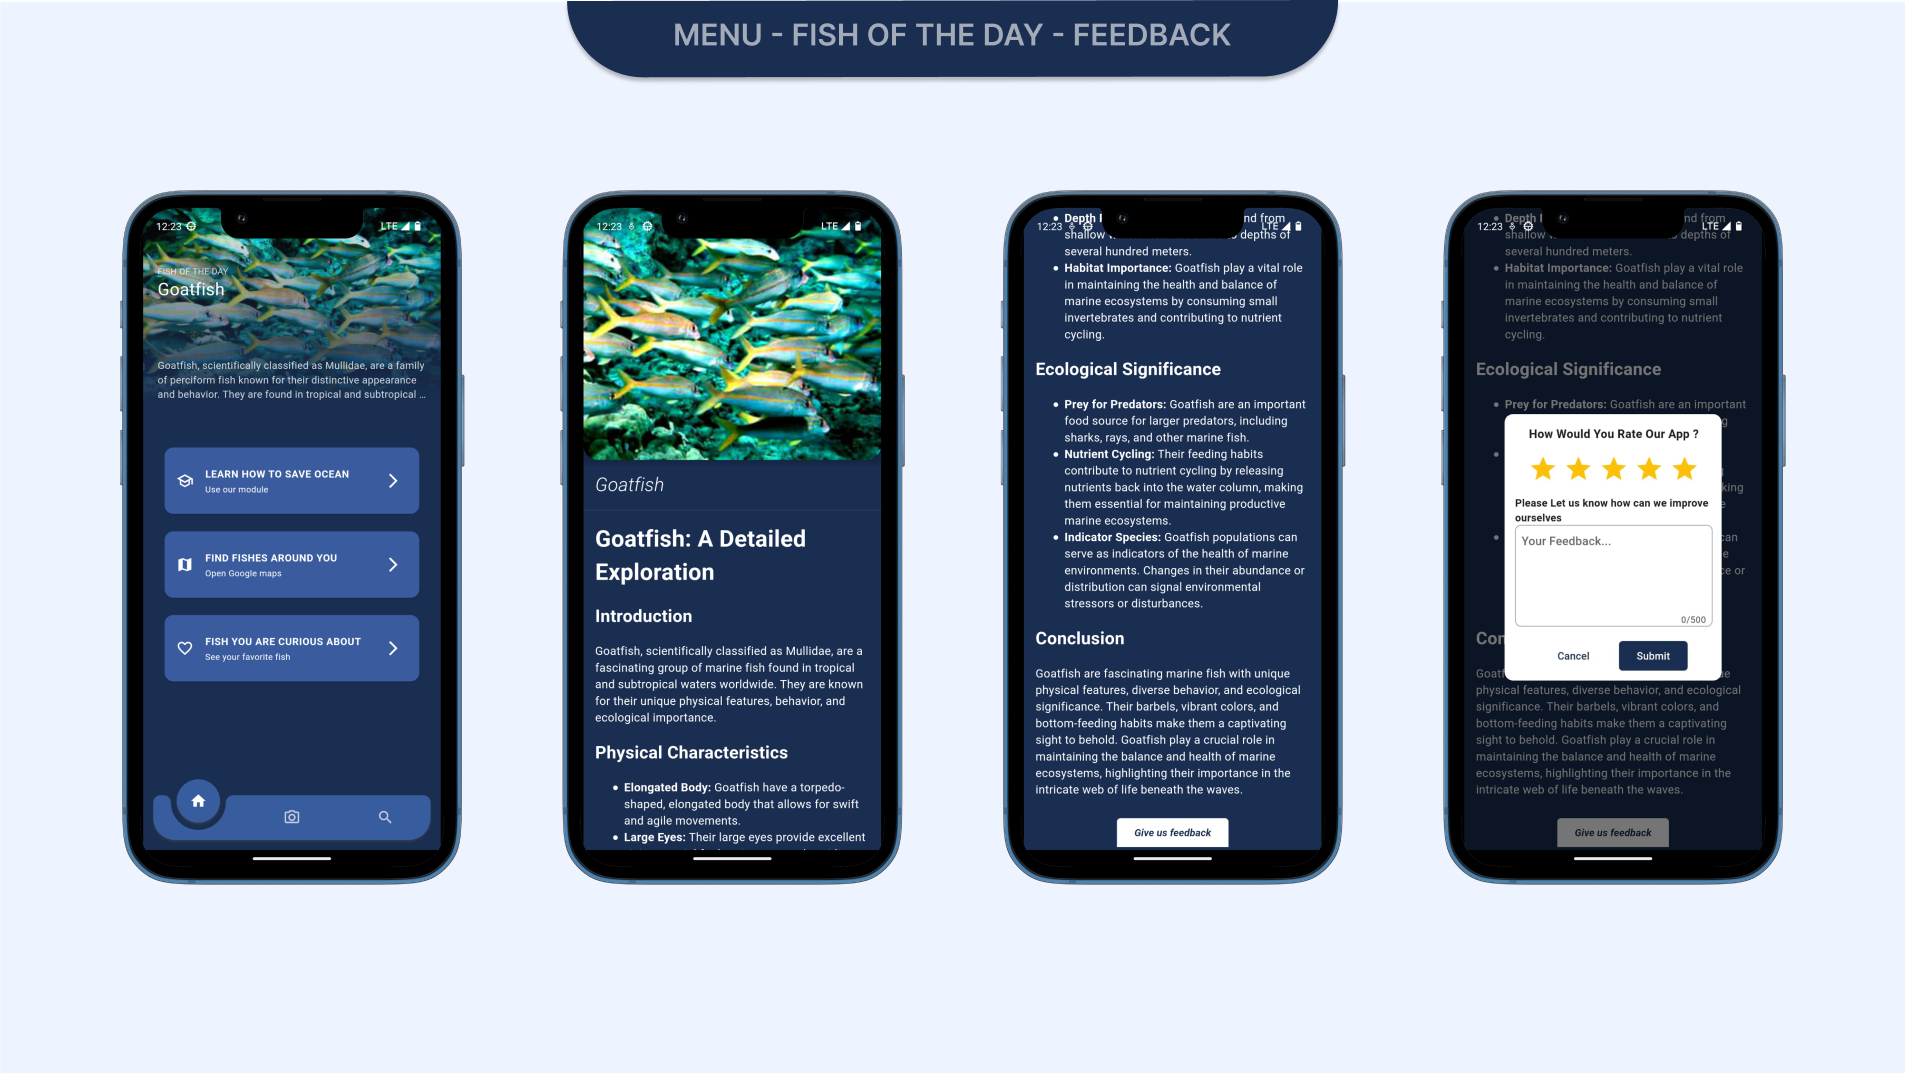 MENU - FISH OF THE DAY - FEEDBACK
12:23
LTE
FISH OF THE DAY
Goatfish
Goatfish, scientifically classified as Mullidae, are a family
of perciform fish known for their distinctive appearance
and behavior. They are found in tropical and subtropical ...
LEARN HOW TO SAVE OCEAN
Use our module
FIND FISHES AROUND YOU
Open Google maps
FISH YOU ARE CURIOUS ABOUT
See your favorite fish
12:23
LTE
Goatfish
Goatfish: A Detailed
Exploration
Introduction
Goatfish, scientifically classified as Mullidae, are a
fascinating group of marine fish found in tropical
and subtropical waters worldwide. They are known
for their unique physical features, behavior, and
ecological importance.
Physical Characteristics
• Elongated Body: Goatfish have a torpedo-
shaped, elongated body that allows for swift
and agile movements.
• Large Eyes: Their large eyes provide excellent
12:23
LTE
• Depth from
shallow depths of
several hundred meters.
• Habitat Importance: Goatfish play a vital role
in maintaining the health and balance of
marine ecosystems by consuming small
invertebrates and contributing to nutrient
cycling.
Ecological Significance
• Prey for Predators: Goatfish are an important
food source for larger predators, including
sharks, rays, and other marine fish.
• Nutrient Cycling: Their feeding habits
contribute to nutrient cycling by releasing
nutrients back into the water column, making
them essential for maintaining productive
marine ecosystems.
• Indicator Species: Goatfish populations can
serve as indicators of the health of marine
environments. Changes in their abundance or
distribution can signal environmental
stressors or disturbances.
Conclusion
Goatfish are fascinating marine fish with unique
physical features, diverse behavior, and ecological
significance. Their barbels, vibrant colors, and
bottom-feeding habits make them a captivating
sight to behold. Goatfish play a crucial role in
maintaining the balance and health of marine
ecosystems, highlighting their importance in the
intricate web of life beneath the waves.
Give us feedback
12:23
LTE
• Depth from
shallow depths of
several hundred meters.
• Habitat Importance: Goatfish play a vital role
in maintaining the health and balance of
marine ecosystems by consuming small
invertebrates and contributing to nutrient
cycling.
Ecological Significance
• Prey for Predators: Goatfish are an important
How Would You Rate Our App ?
Please Let us know how can we improve
ourselves
Your Feedback...
0/500
Cancel
Submit
physical features, diverse behavior, and ecological
significance. Their barbels, vibrant colors, and
bottom-feeding habits make them a captivating
sight to behold. Goatfish play a crucial role in
maintaining the balance and health of marine
ecosystems, highlighting their importance in the
intricate web of life beneath the waves.
Give us feedback